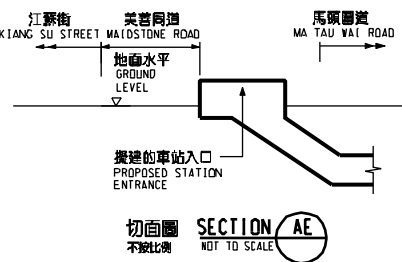 江蘇街
KIANG SU STREET
美善同道
MAIDSTONE ROAD
馬頭圍道
MA TAU WAI ROAD
地面水平
GROUND
LEVEL
擬建的車站入口
PROPOSED STATION
ENTRANCE
切面圖 SECTION AE
不按比例 NOT TO SCALE